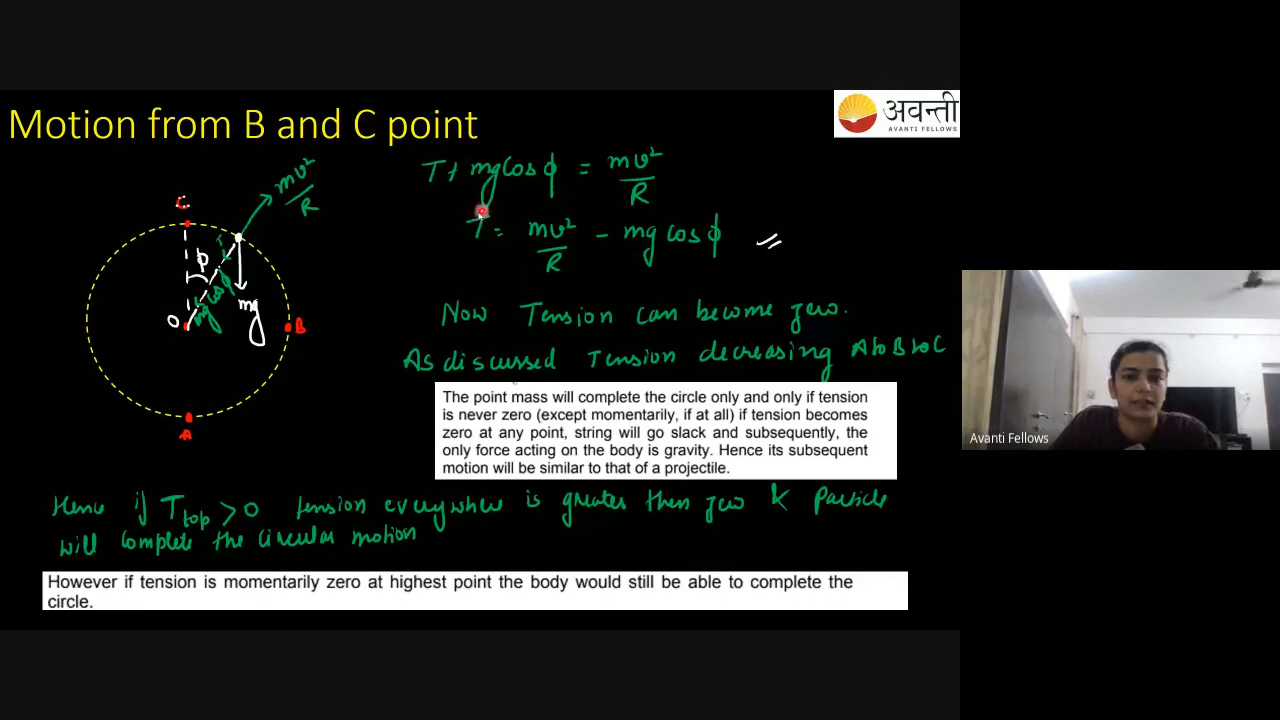 Motion from B and C point
अवन्ती
AVANTI FELLOWS
T + mg cos ϕ = mv²/R
T = mv²/R - mg cos ϕ
C
mv²/R
T
ϕ
mg cos ϕ
mg
O
B
A
Now Tension can become zero.
As discussed Tension decreasing A to B to C
The point mass will complete the circle only and only if tension
is never zero (except momentarily, if at all) if tension becomes
zero at any point, string will go slack and subsequently, the
only force acting on the body is gravity. Hence its subsequent
motion will be similar to that of a projectile.
Avanti Fellows
Hence if T top > 0 tension everywhere is greater then zero & Particle
will complete the circular motion
However if tension is momentarily zero at highest point the body would still be able to complete the
circle.